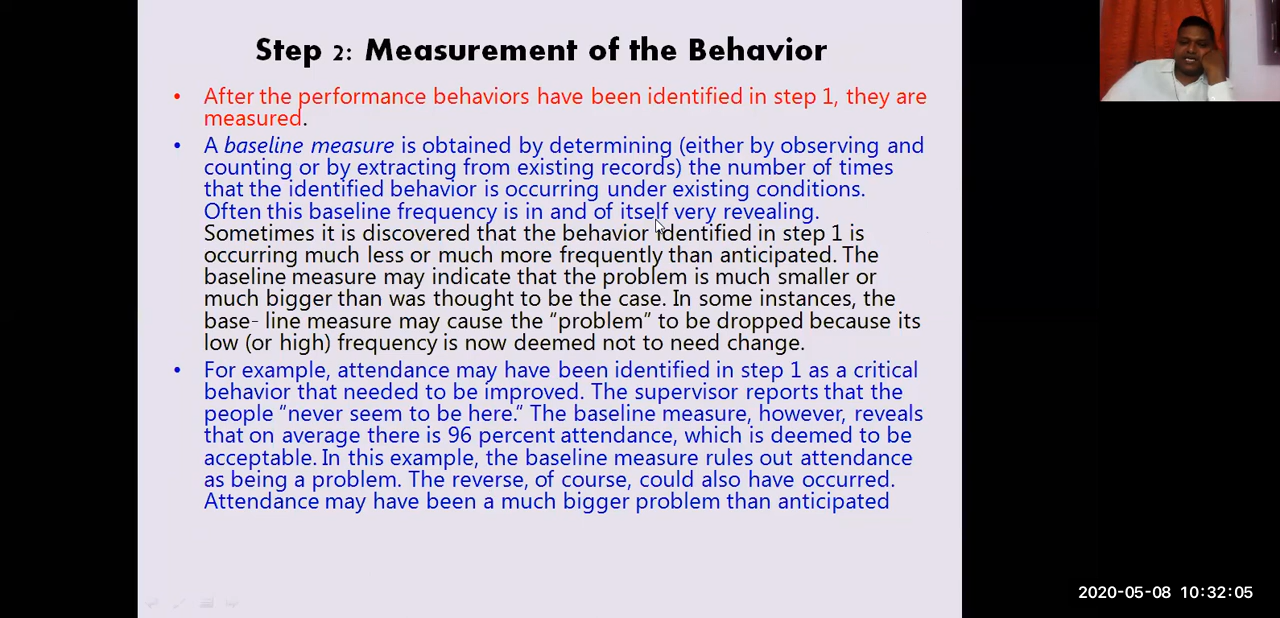 Step 2: Measurement of the Behavior
• After the performance behaviors have been identified in step 1, they are
measured.
• A baseline measure is obtained by determining (either by observing and
counting or by extracting from existing records) the number of times
that the identified behavior is occurring under existing conditions.
Often this baseline frequency is in and of itself very revealing.
Sometimes it is discovered that the behavior identified in step 1 is
occurring much less or much more frequently than anticipated. The
baseline measure may indicate that the problem is much smaller or
much bigger than was thought to be the case. In some instances, the
base- line measure may cause the “problem” to be dropped because its
low (or high) frequency is now deemed not to need change.
• For example, attendance may have been identified in step 1 as a critical
behavior that needed to be improved. The supervisor reports that the
people “never seem to be here.” The baseline measure, however, reveals
that on average there is 96 percent attendance, which is deemed to be
acceptable. In this example, the baseline measure rules out attendance
as being a problem. The reverse, of course, could also have occurred.
Attendance may have been a much bigger problem than anticipated
2020-05-08 10:32:05